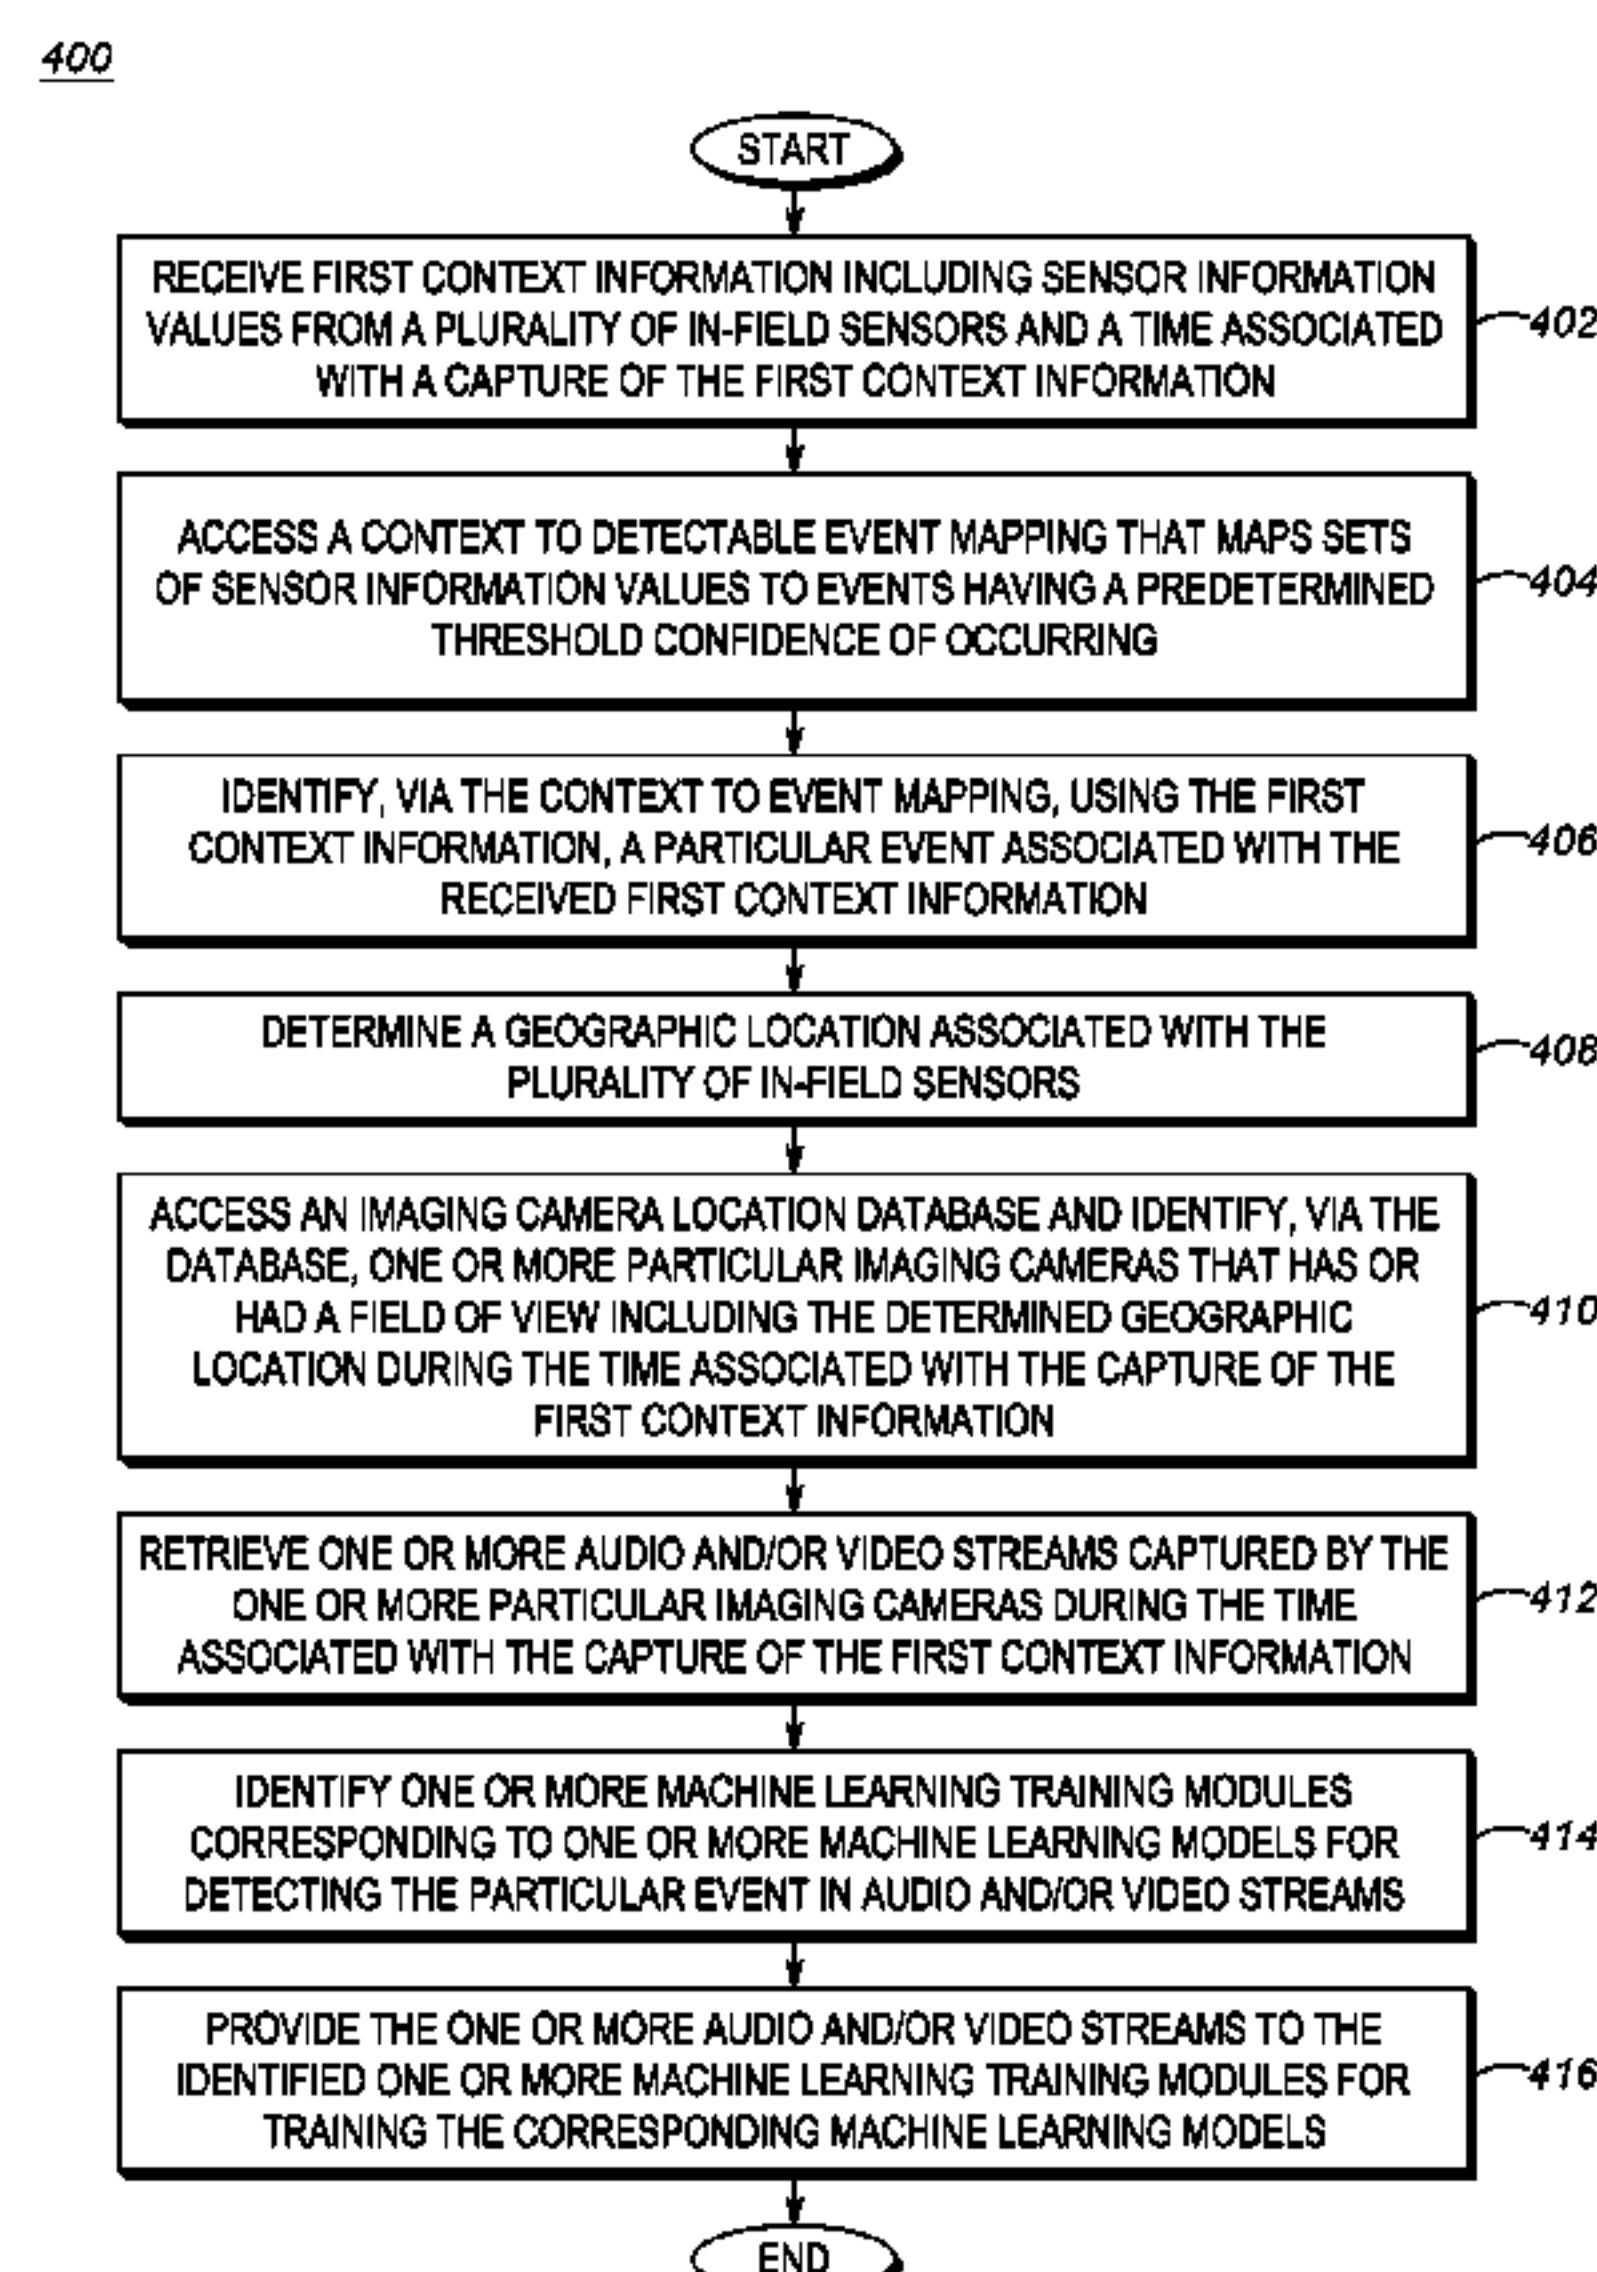 400
START
RECEIVE FIRST CONTEXT INFORMATION INCLUDING SENSOR INFORMATION
VALUES FROM A PLURALITY OF IN-FIELD SENSORS AND A TIME ASSOCIATED
WITH A CAPTURE OF THE FIRST CONTEXT INFORMATION
402
ACCESS A CONTEXT TO DETECTABLE EVENT MAPPING THAT MAPS SETS
OF SENSOR INFORMATION VALUES TO EVENTS HAVING A PREDETERMINED
THRESHOLD CONFIDENCE OF OCCURRING
404
IDENTIFY, VIA THE CONTEXT TO EVENT MAPPING, USING THE FIRST
CONTEXT INFORMATION, A PARTICULAR EVENT ASSOCIATED WITH THE
RECEIVED FIRST CONTEXT INFORMATION
406
DETERMINE A GEOGRAPHIC LOCATION ASSOCIATED WITH THE
PLURALITY OF IN-FIELD SENSORS
408
ACCESS AN IMAGING CAMERA LOCATION DATABASE AND IDENTIFY, VIA THE
DATABASE, ONE OR MORE PARTICULAR IMAGING CAMERAS THAT HAS OR
HAD A FIELD OF VIEW INCLUDING THE DETERMINED GEOGRAPHIC
LOCATION DURING THE TIME ASSOCIATED WITH THE CAPTURE OF THE
FIRST CONTEXT INFORMATION
410
RETRIEVE ONE OR MORE AUDIO AND/OR VIDEO STREAMS CAPTURED BY THE
ONE OR MORE PARTICULAR IMAGING CAMERAS DURING THE TIME
ASSOCIATED WITH THE CAPTURE OF THE FIRST CONTEXT INFORMATION
412
IDENTIFY ONE OR MORE MACHINE LEARNING TRAINING MODULES
CORRESPONDING TO ONE OR MORE MACHINE LEARNING MODELS FOR
DETECTING THE PARTICULAR EVENT IN AUDIO AND/OR VIDEO STREAMS
414
PROVIDE THE ONE OR MORE AUDIO AND/OR VIDEO STREAMS TO THE
IDENTIFIED ONE OR MORE MACHINE LEARNING TRAINING MODULES FOR
TRAINING THE CORRESPONDING MACHINE LEARNING MODELS
416
END